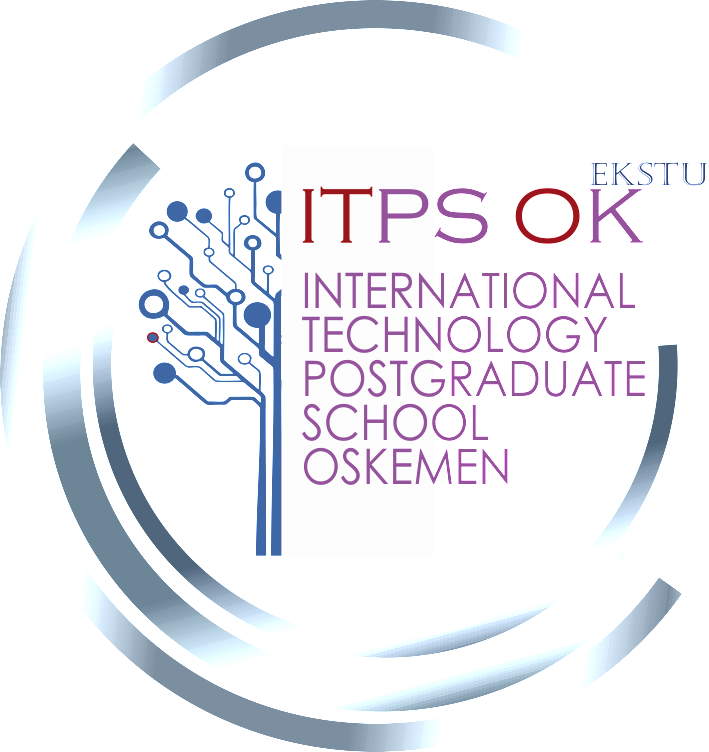 EKSTU
ITPS OK
INTERNATIONAL
TECHNOLOGY
POSTGRADUATE
SCHOOL
OSKEMEN